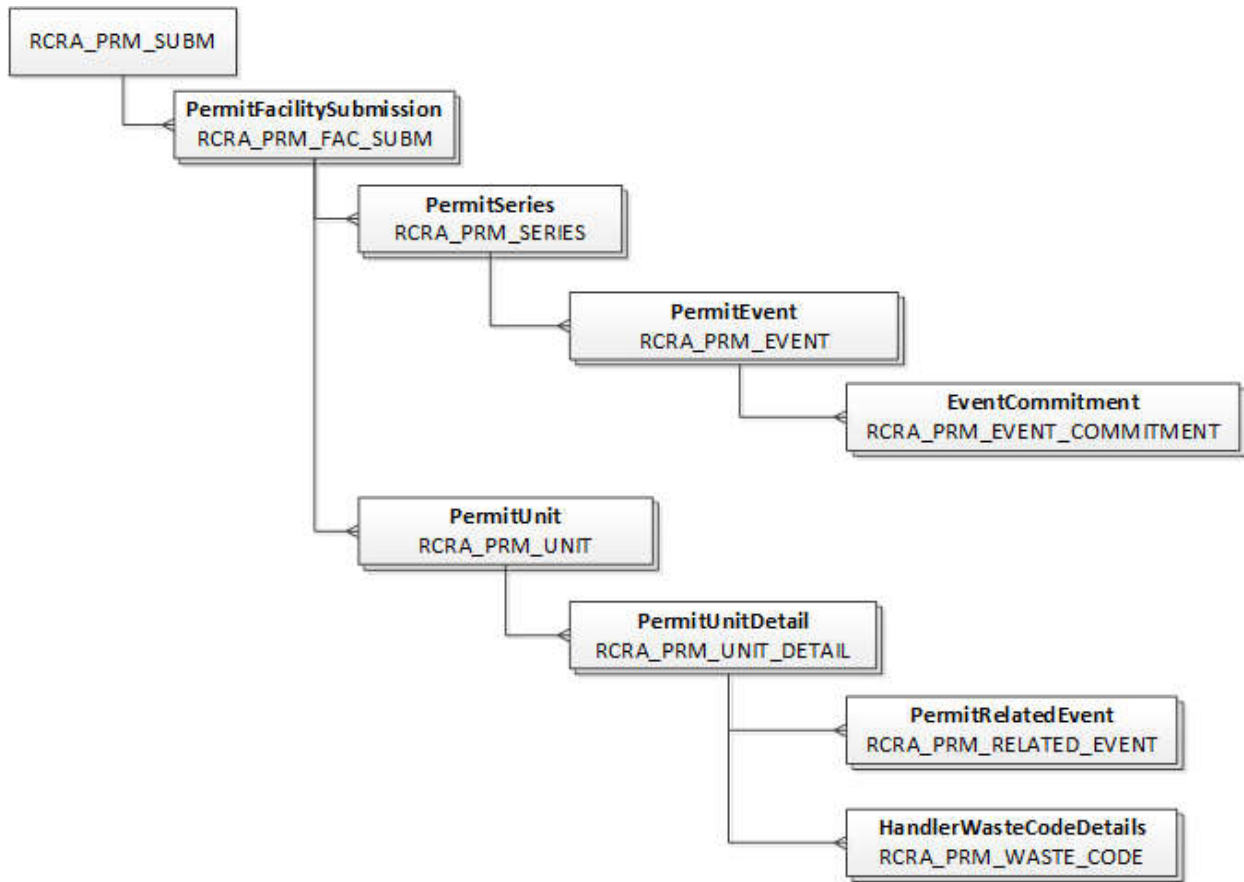 RCRA_PRM_SUBM
PermitFacilitySubmission
RCRA_PRM_FAC_SUBM
PermitSeries
RCRA_PRM_SERIES
PermitEvent
RCRA_PRM_EVENT
EventCommitment
RCRA_PRM_EVENT_COMMITMENT
PermitUnit
RCRA_PRM_UNIT
PermitUnitDetail
RCRA_PRM_UNIT_DETAIL
PermitRelatedEvent
RCRA_PRM_RELATED_EVENT
HandlerWasteCodeDetails
RCRA_PRM_WASTE_CODE